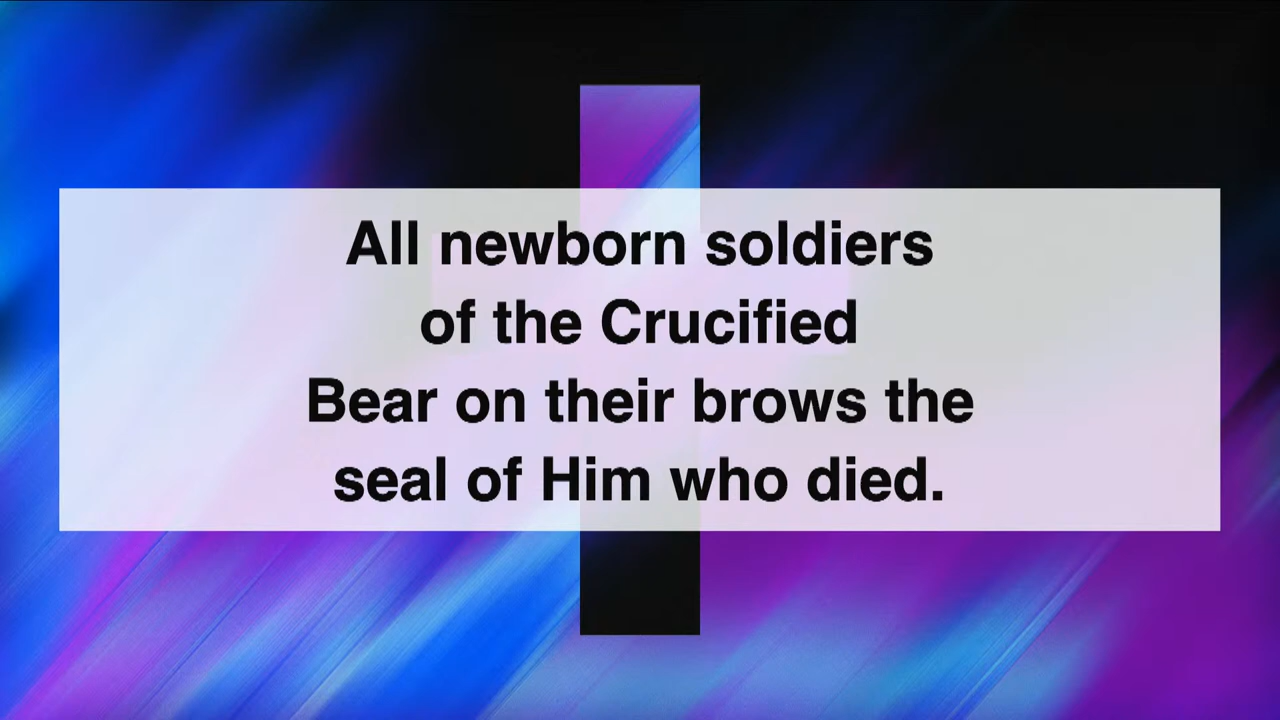 All newborn soldiers
of the Crucified
Bear on their brows the
seal of Him who died.